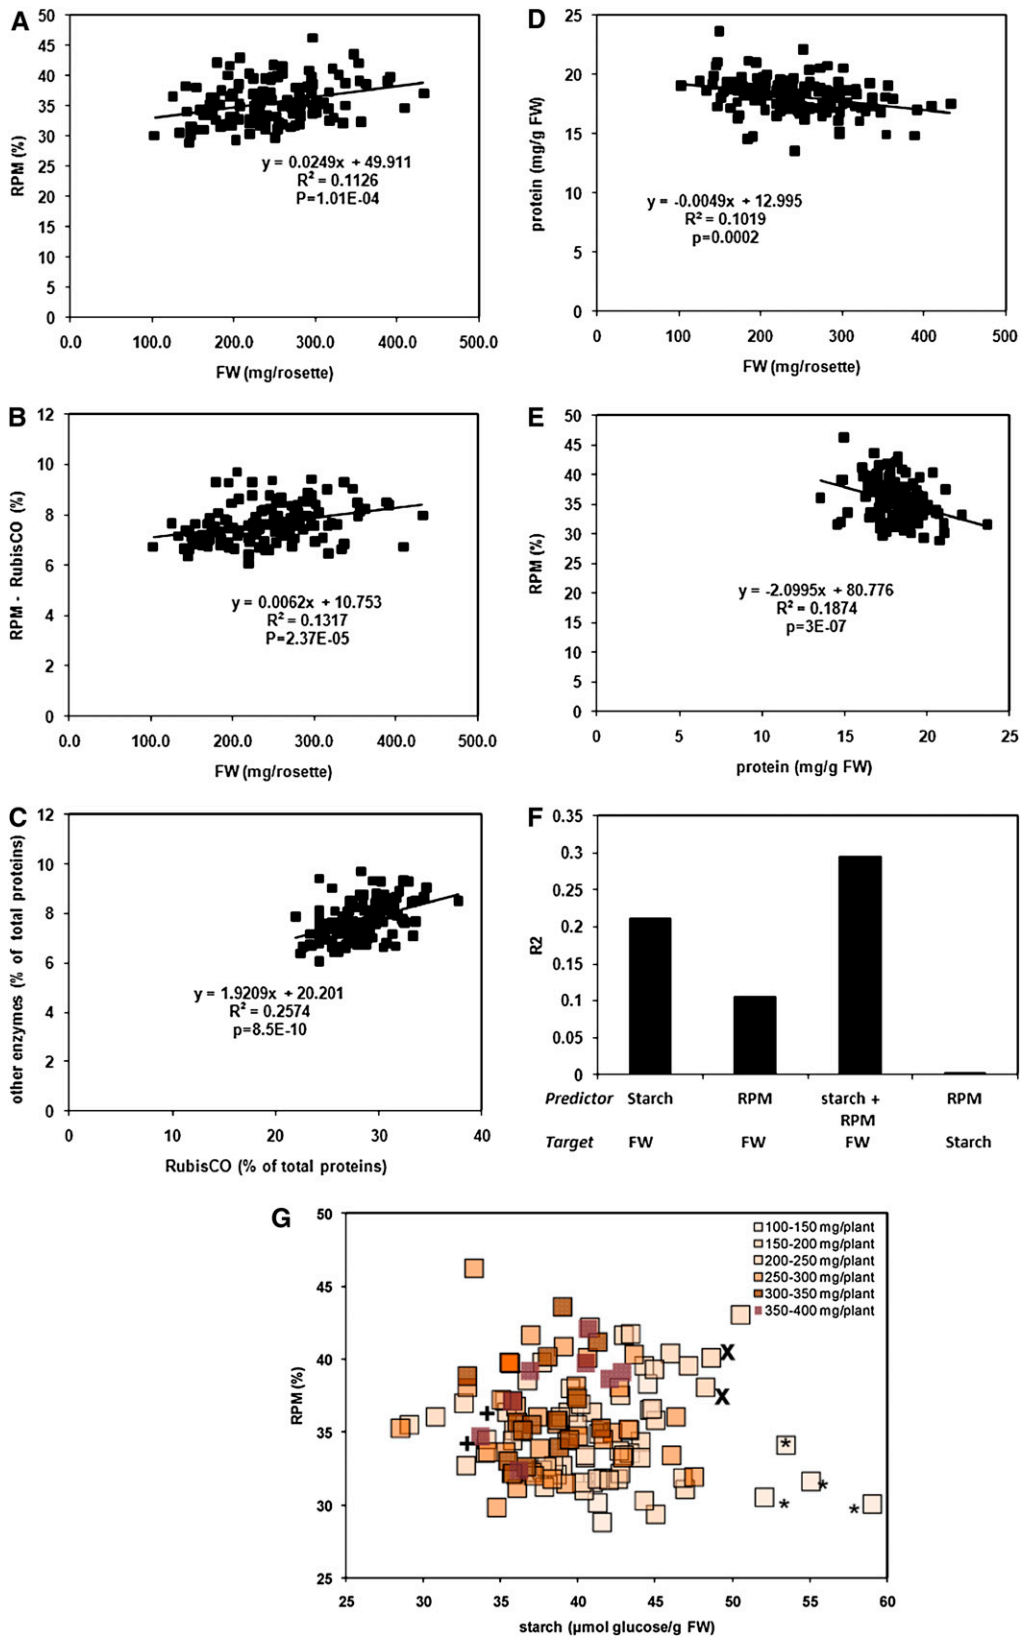 A
50
45
40
35
30
25
20
15
10
5
0
RPM (%)
y = 0.0249x + 49.911
R² = 0.1126
P=1.01E-04
0.0 100.0 200.0 300.0 400.0 500.0
FW (mg/rosette)
D
25
20
15
10
5
0
protein (mg/g FW)
y = -0.0049x + 12.995
R² = 0.1019
p=0.0002
0 100 200 300 400 500
FW (mg/rosette)
B
12
10
8
6
4
2
0
RPM - RubisCO (%)
y = 0.0062x + 10.753
R² = 0.1317
P=2.37E-05
0.0 100.0 200.0 300.0 400.0 500.0
FW (mg/rosette)
E
50
45
40
35
30
25
20
15
10
5
0
RPM (%)
y = -2.0995x + 80.776
R² = 0.1874
p=3E-07
0 5 10 15 20 25
protein (mg/g FW)
C
12
10
8
6
4
2
0
other enzymes (% of total proteins)
y = 1.9209x + 20.201
R² = 0.2574
p=8.5E-10
0 10 20 30 40
RubisCO (% of total proteins)
F
0.35
0.3
0.25
0.2
0.15
0.1
0.05
0
R2
Predictor Starch RPM starch + RPM RPM
Target FW FW FW Starch
G
50
45
40
35
30
25
RPM (%)
100-150 mg/plant
150-200 mg/plant
200-250 mg/plant
250-300 mg/plant
300-350 mg/plant
350-400 mg/plant
x
x
+
+
*
*
*
*
25 30 35 40 45 50 55 60
starch (µmol glucose/g FW)